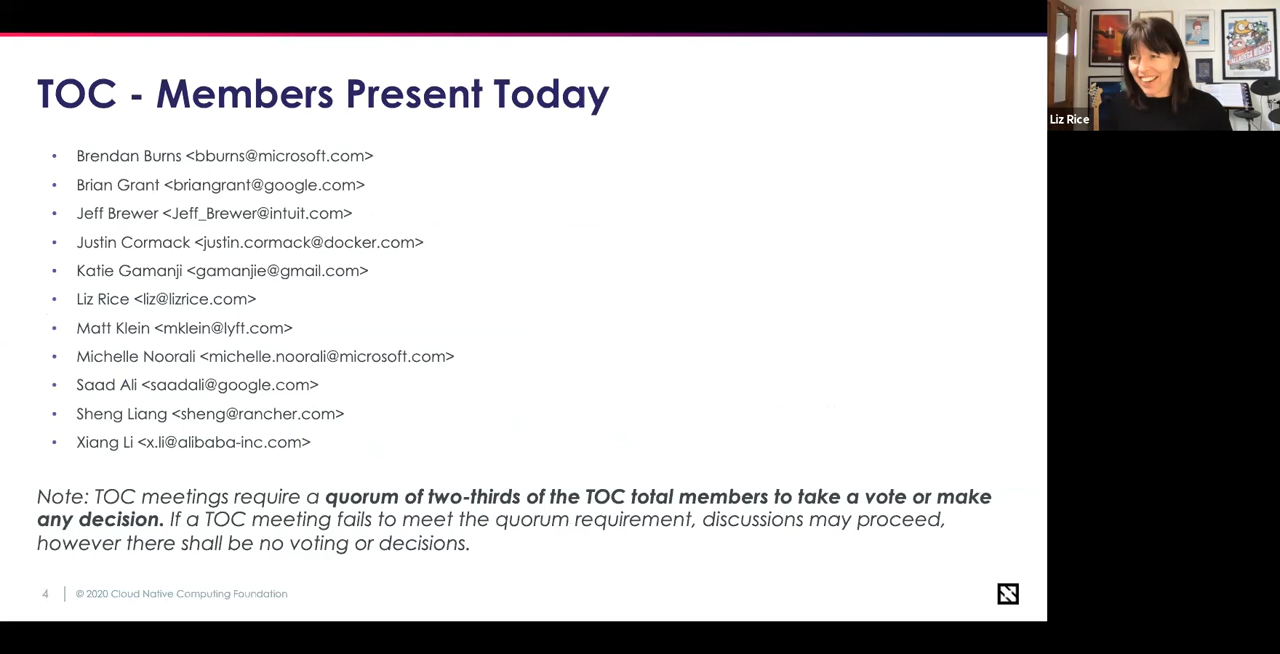 TOC - Members Present Today
Liz Rice
• Brendan Burns <bburns@microsoft.com>
• Brian Grant <briangrant@google.com>
• Jeff Brewer <Jeff_Brewer@intuit.com>
• Justin Cormack <justin.cormack@docker.com>
• Katie Gamanji <gamanjie@gmail.com>
• Liz Rice <liz@lizrice.com>
• Matt Klein <mklein@lyft.com>
• Michelle Noorali <michelle.noorali@microsoft.com>
• Saad Ali <saadali@google.com>
• Sheng Liang <sheng@rancher.com>
• Xiang Li <x.li@alibaba-inc.com>
Note: TOC meetings require a quorum of two-thirds of the TOC total members to take a vote or make
any decision. If a TOC meeting fails to meet the quorum requirement, discussions may proceed,
however there shall be no voting or decisions.
4 © 2020 Cloud Native Computing Foundation